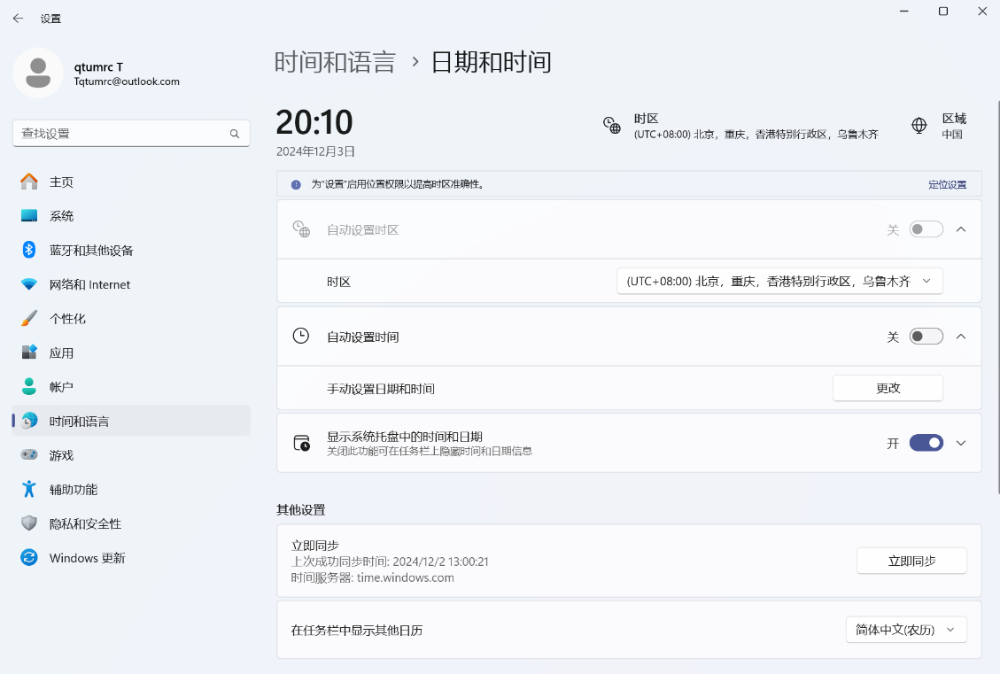 设置
qtumrc T
Tqtumrc@outlook.com
查找设置
主页
系统
蓝牙和其他设备
网络和 Internet
个性化
应用
帐户
时间和语言
游戏
辅助功能
隐私和安全性
Windows 更新
时间和语言 › 日期和时间
20:10
2024年12月3日
时区
(UTC+08:00) 北京，重庆，香港特别行政区，乌鲁木齐
区域
中国
为"设置"启用位置权限以提高时区准确性。
定位设置
自动设置时区
关
时区
(UTC+08:00) 北京，重庆，香港特别行政区，乌鲁木齐
自动设置时间
关
手动设置日期和时间
更改
显示系统托盘中的时间和日期
关闭此功能可在任务栏上隐藏时间和日期信息
开
其他设置
立即同步
上次成功同步时间: 2024/12/2 13:00:21
时间服务器: time.windows.com
立即同步
在任务栏中显示其他日历
简体中文(农历)